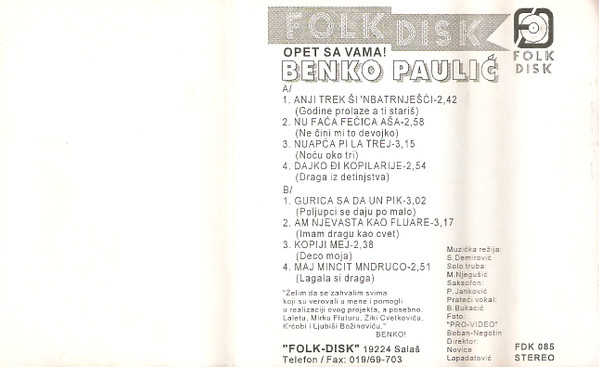 FOLK DISK
FOLK
DISK
OPET SA VAMA!
BENKO PAULIĆ
A/
1. ANJI TREK ŠI 'NBATRNJEŠČI-2,42
(Godine prolaze a ti stariš)
2. NU FAĆA FEĆICA AŠA-2,58
(Ne čini mi to devojko)
3. NUAPĆA PI LA TREJ-3,15
(Noću oko tri)
4. DAJKO ĐI KOPILARIJE-2,54
(Draga iz detinjstva)
B/
1. GURICA SA DA UN PIK-3,02
(Poljupci se daju po malo)
2. AM NJEVASTA KAO FLUARE-3,17
(Imam dragu kao cvet)
3. KOPIJI MEJ-2,38
(Deco moja)
4. MAJ MINCIT MNDRUCO-2,51
(Lagala si draga)
"Želim da se zahvalim svima
koji su verovali u mene i pomogli
u realizaciji ovog projekta, a posebno:
Laletu, Mirku Fluturu, Žiki Cvetkoviču,
Krčobi i Ljubiši Božinoviču."
BENKO!
"FOLK-DISK" 19224 Salaš
Telefon / Fax: 019/69-703
Muzička režija:
S.Demirovič
Solo truba:
M.Njegušić
Saksofon:
P.Janković
Prateći vokal:
B.Bukacić
Foto:
"PRO-VIDEO"
Soban-Negotin
Direktor:
Novica
Lapadatović
FDK 085
STEREO